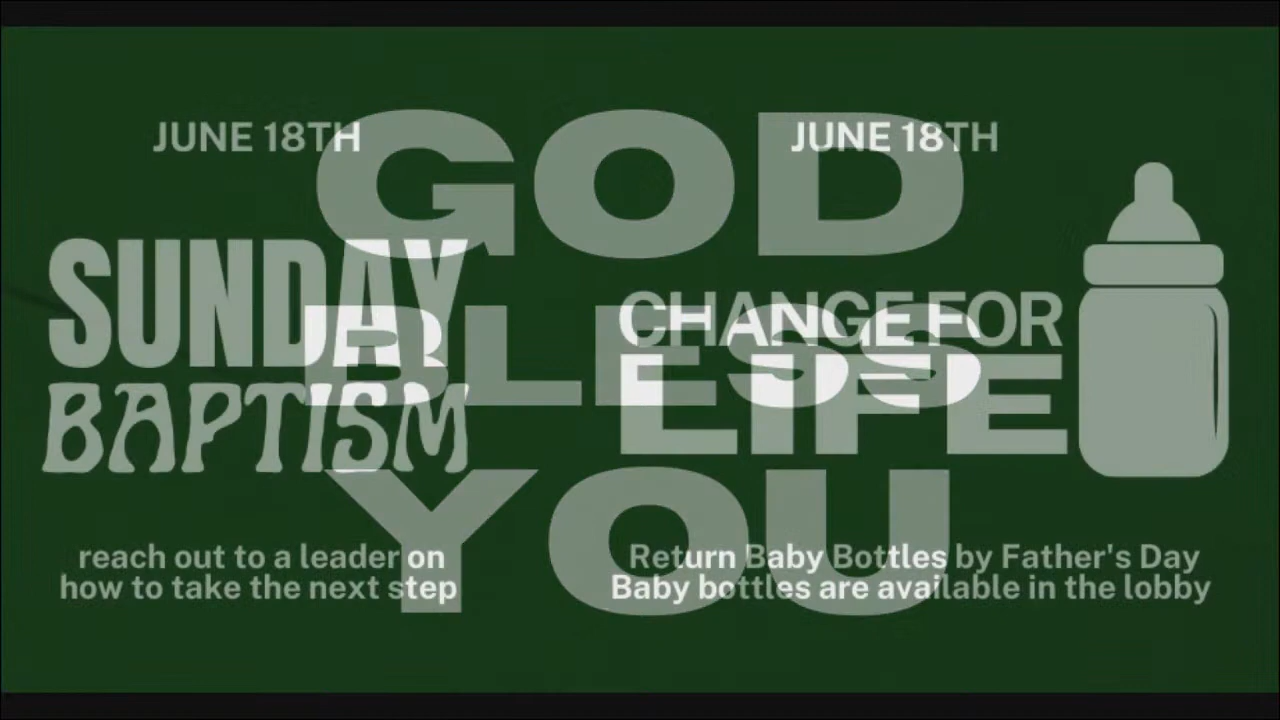 GOD
BLESS
YOU
JUNE 18TH
SUNDAY
BAPTISM
reach out to a leader on
how to take the next step
JUNE 18TH
CHANGE FOR
LIFE
Return Baby Bottles by Father's Day
Baby bottles are available in the lobby